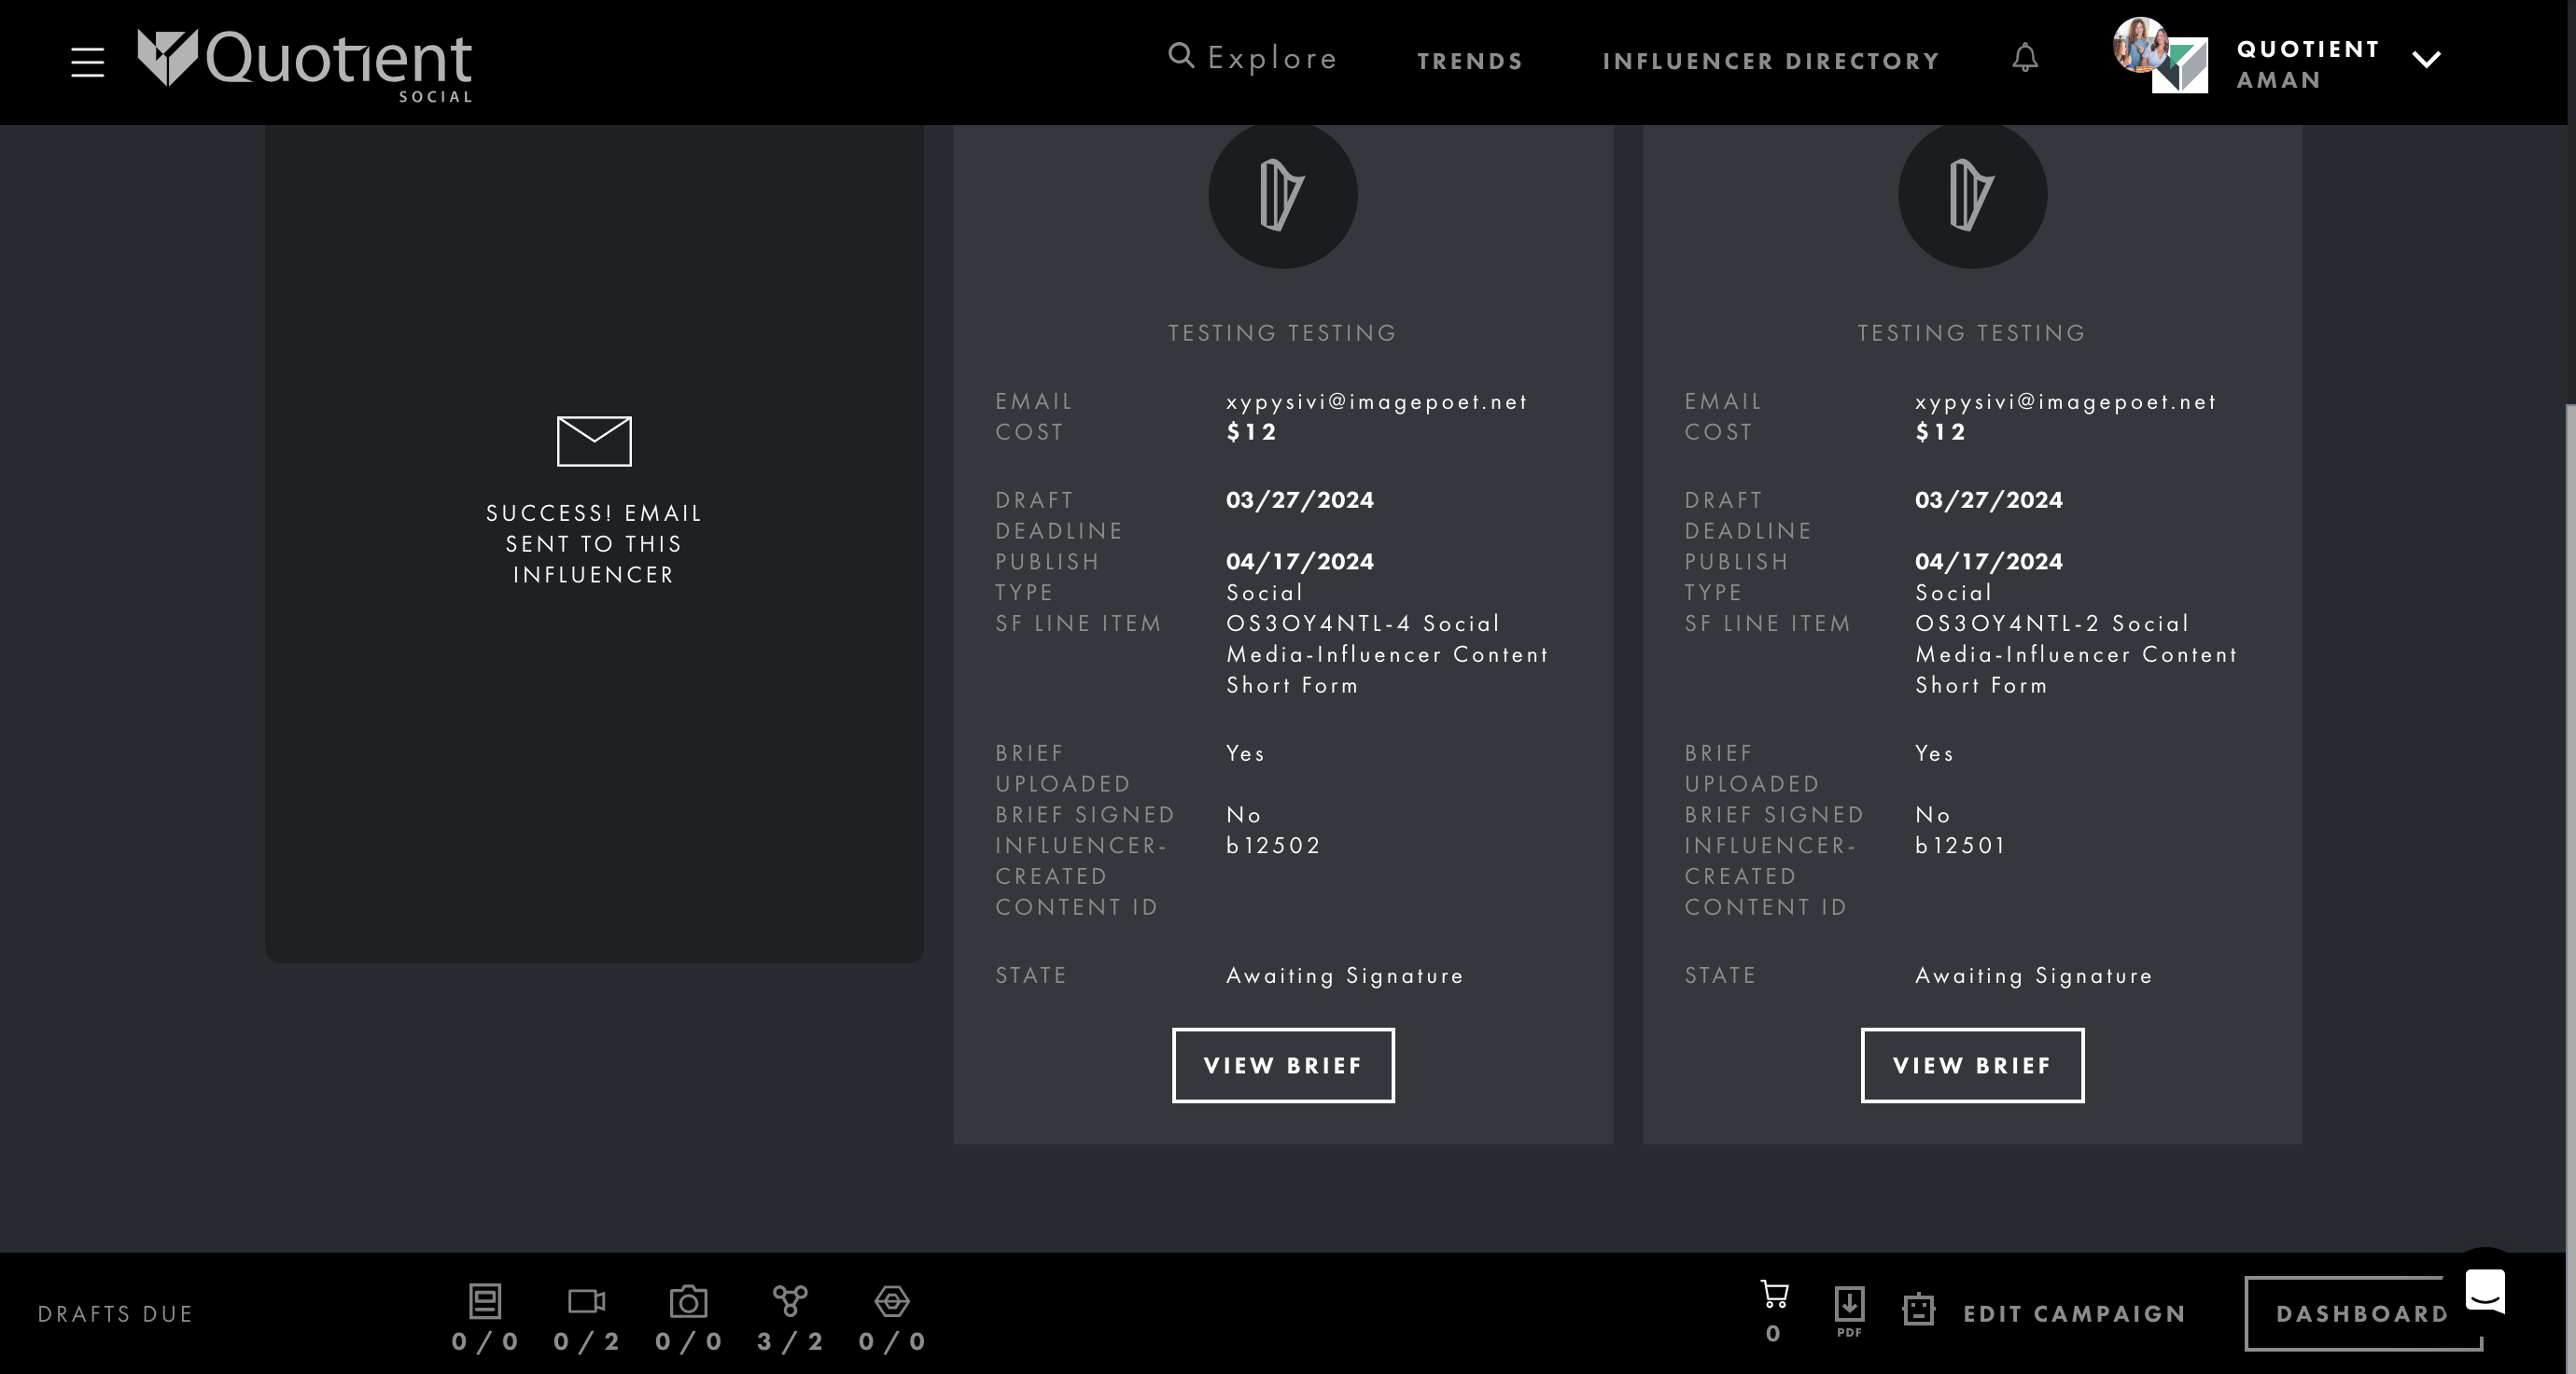 Quotient
SOCIAL
Explore
TRENDS
INFLUENCER DIRECTORY
QUOTIENT
AMAN
SUCCESS! EMAIL
SENT TO THIS
INFLUENCER
TESTING TESTING
EMAIL xypysivi@imagepoet.net
COST $12
DRAFT 03/27/2024
DEADLINE
PUBLISH 04/17/2024
TYPE Social
SF LINE ITEM OS3OY4NTL-4 Social
Media-Influencer Content
Short Form
BRIEF Yes
UPLOADED
BRIEF SIGNED No
INFLUENCER- b12502
CREATED
CONTENT ID
STATE Awaiting Signature
VIEW BRIEF
TESTING TESTING
EMAIL xypysivi@imagepoet.net
COST $12
DRAFT 03/27/2024
DEADLINE
PUBLISH 04/17/2024
TYPE Social
SF LINE ITEM OS3OY4NTL-2 Social
Media-Influencer Content
Short Form
BRIEF Yes
UPLOADED
BRIEF SIGNED No
INFLUENCER- b12501
CREATED
CONTENT ID
STATE Awaiting Signature
VIEW BRIEF
DRAFTS DUE
0 / 0
0 / 2
0 / 0
3 / 2
0 / 0
0
PDF
EDIT CAMPAIGN
DASHBOARD